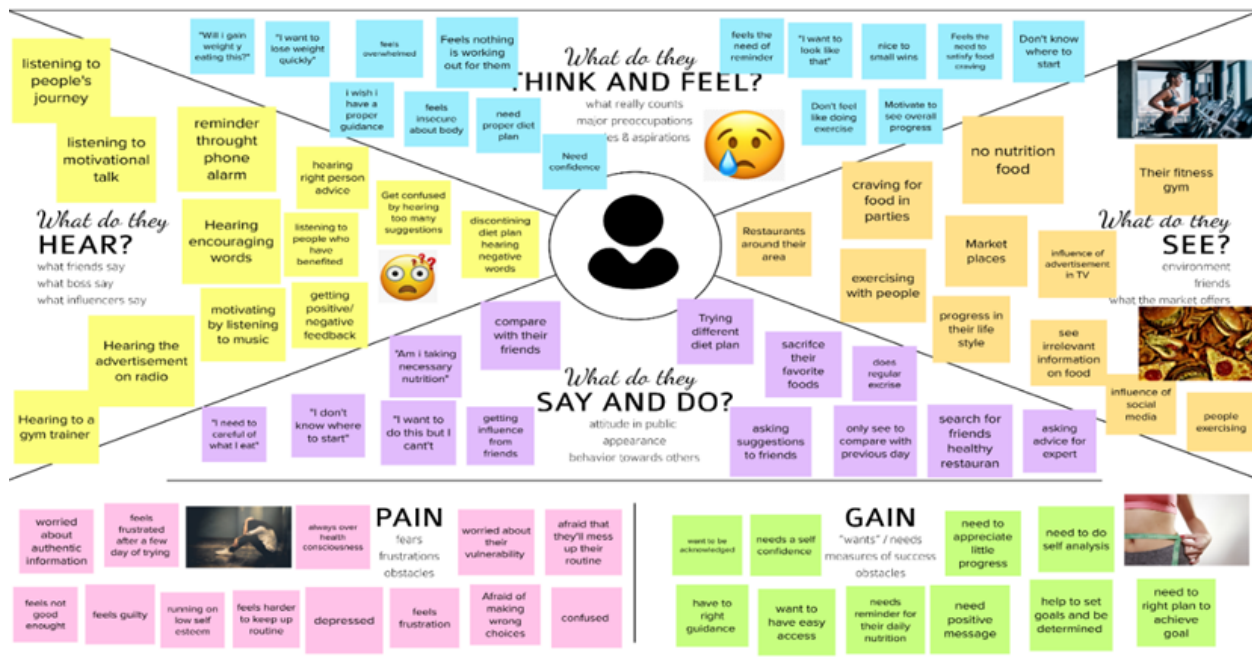 "Will i
gain
weight y
eating this?"
"I want to
lose weight
quickly"
feels
overwhelmed
Feels nothing
is working
out for them
i wish i
have a
proper
guidance
feels
insecure
about body
need
proper diet
plan
Need
confidence
What do they
THINK AND FEEL?
what really counts
major preoccupations
es & aspirations
feels the
need of
reminder
"I want to
look like
that"
nice to
small wins
Feels the
need to
satisfy food
craving
Don't know
where to
start
Don't feel
like doing
exercise
Motivate to
see overall
progress
listening to
people's
journey
listening to
motivational
talk
reminder
throught
phone
alarm
hearing
right person
advice
Get confused
by hearing
too many
suggestions
discontining
diet plan
hearing
negative
words
What do they
HEAR?
what friends say
what boss say
what influencers say
Hearing
encouraging
words
listening to
people who
have
benefited
???
motivating
by listening
to music
getting
positive/
negative
feedback
Hearing the
advertisement
on radio
Hearing to a
gym trainer
no nutrition
food
Their fitness
gym
craving for
food in
parties
Restaurants
around their
area
Market
places
influence of
advertisement
in TV
What do they
SEE?
environment
friends
what the market offers
exercising
with people
progress in
their life
style
see
irrelevant
information
on food
influence of
social
media
people
exercising
compare
with their
friends
Trying
different
diet plan
"Am i taking
necessary
nutrition"
sacrifce
their
favorite
foods
does
regular
excrise
What do they
SAY AND DO?
attitude in public
appearance
behavior towards others
"I need to
careful of
what I eat"
"I don't
know where
to start"
"I want to
do this but I
cant't"
getting
influence
from
friends
asking
suggestions
to friends
only see to
compare with
previous day
search for
friends
healthy
restauran
asking
advice for
expert
PAIN
fears
frustrations
obstacles
worried
about
authentic
information
feels
frustrated
after a few
day of trying
always over
health
consciousness
worried about
their
vulnerability
afraid that
they'll mess
up their
routine
feels not
good
enought
feels guilty
running on
low self
esteem
feels harder
to keep up
routine
depressed
feels
frustration
Afraid of
making
wrong
choices
confused
GAIN
"wants" / needs
measures of success
obstacles
want to be
acknowledged
needs a self
confidence
need to
appreciate
little
progress
need to do
self analysis
have to
right
guidance
want to
have easy
access
needs
reminder for
their daily
nutrition
need
positive
message
help to set
goals and be
determined
need to
right plan to
achieve
goal